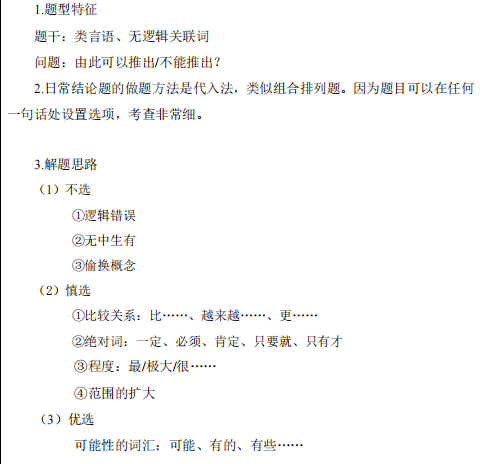 1.题型特征
题干：类言语、无逻辑关联词
问题：由此可以推出/不能推出？
2.日常结论题的做题方法是代入法，类似组合排列题。因为题目可以在任何
一句话处设置选项，考查非常细。
3.解题思路
（1）不选
①逻辑错误
②无中生有
③偷换概念
（2）慎选
①比较关系：比……、越来越……、更……
②绝对词：一定、必须、肯定、只要就、只有才
③程度：最/极大/很……
④范围的扩大
（3）优选
可能性的词汇：可能、有的、有些……